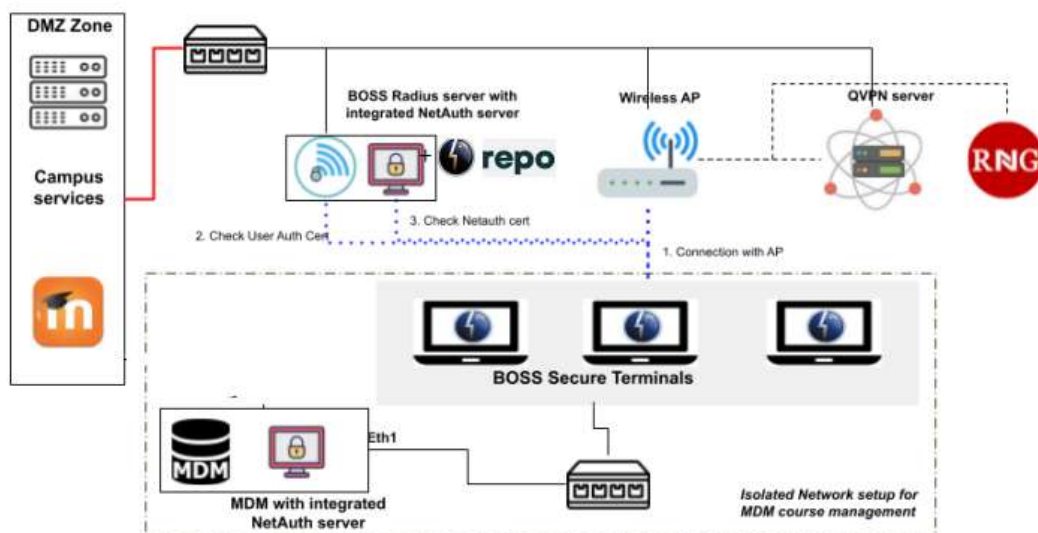 DMZ Zone
Campus
services
m
BOSS Radius server with
integrated NetAuth server
+
repo
Wireless AP
QVPN server
RNG
2. Check User Auth Cert
3. Check Netauth cert
1. Connection with AP
BOSS Secure Terminals
MDM
Eth1
MDM with integrated
NetAuth server
Isolated Network setup for
MDM course management